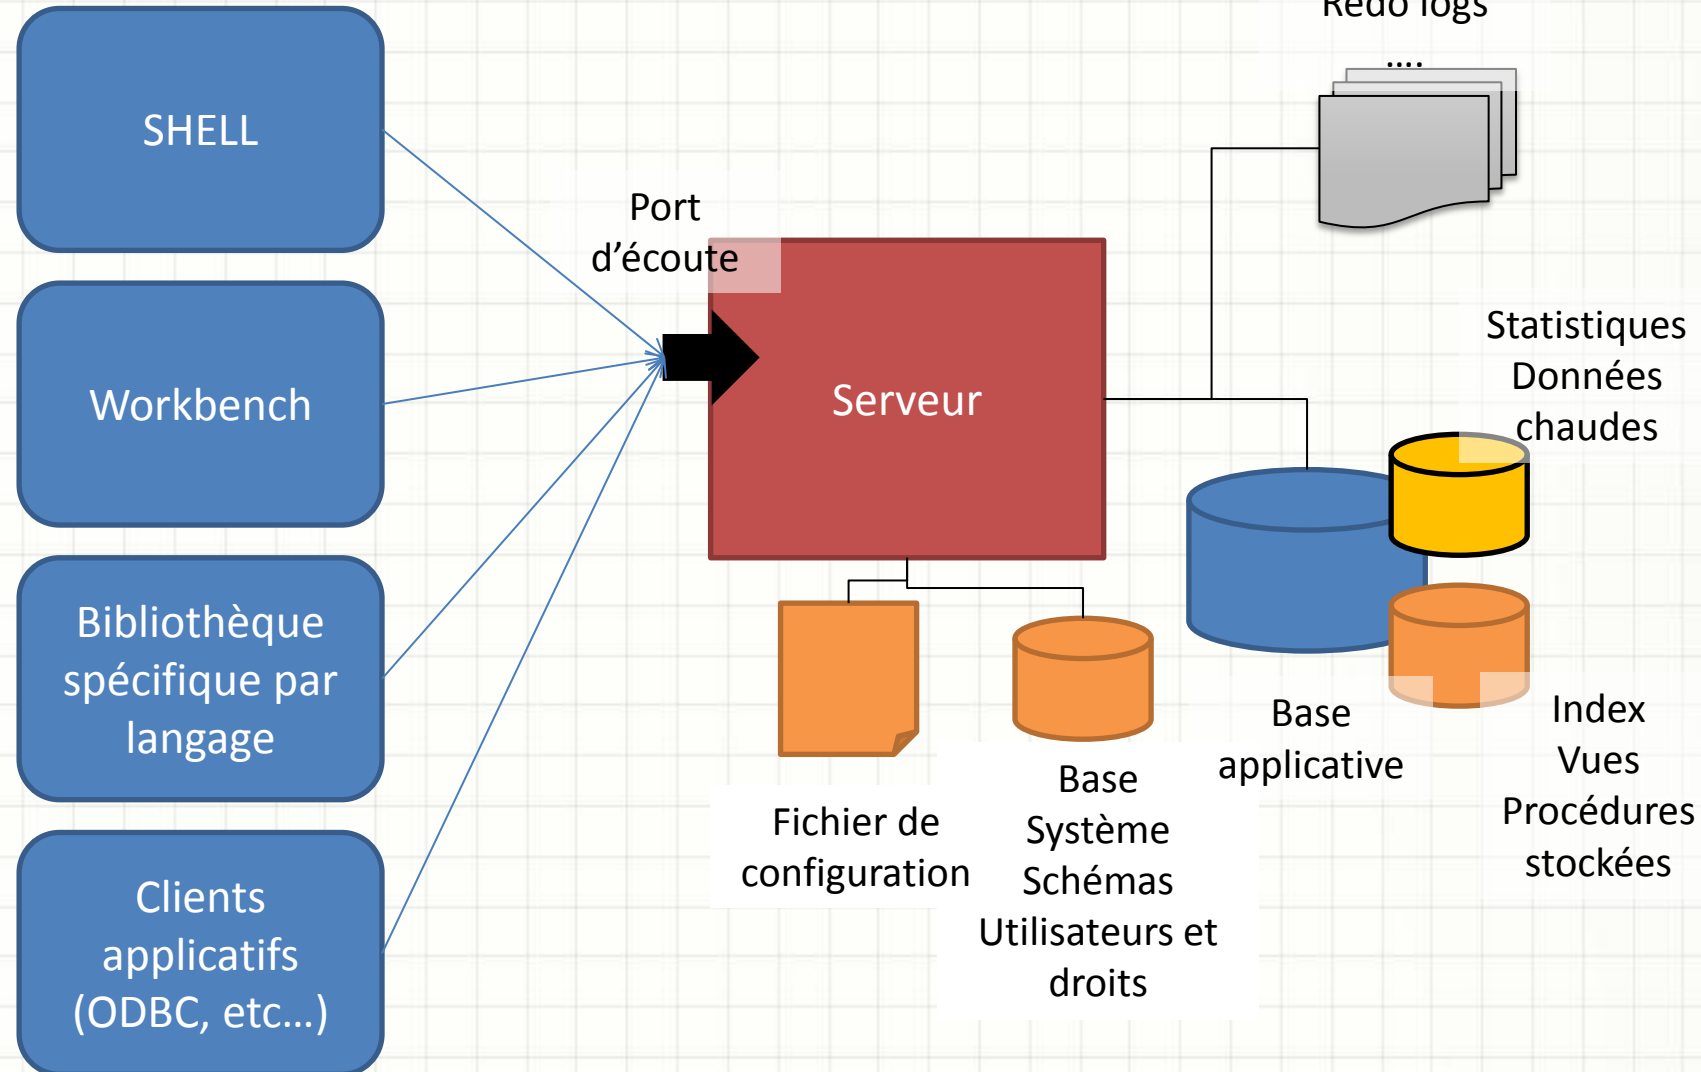 SHELL
Workbench
Bibliothèque
spécifique par
langage
Clients
applicatifs
(ODBC, etc…)
Port
d’écoute
Serveur
Fichier de
configuration
Base
Système
Schémas
Utilisateurs et
droits
Redo logs
….
Statistiques
Données
chaudes
Base
applicative
Index
Vues
Procédures
stockées